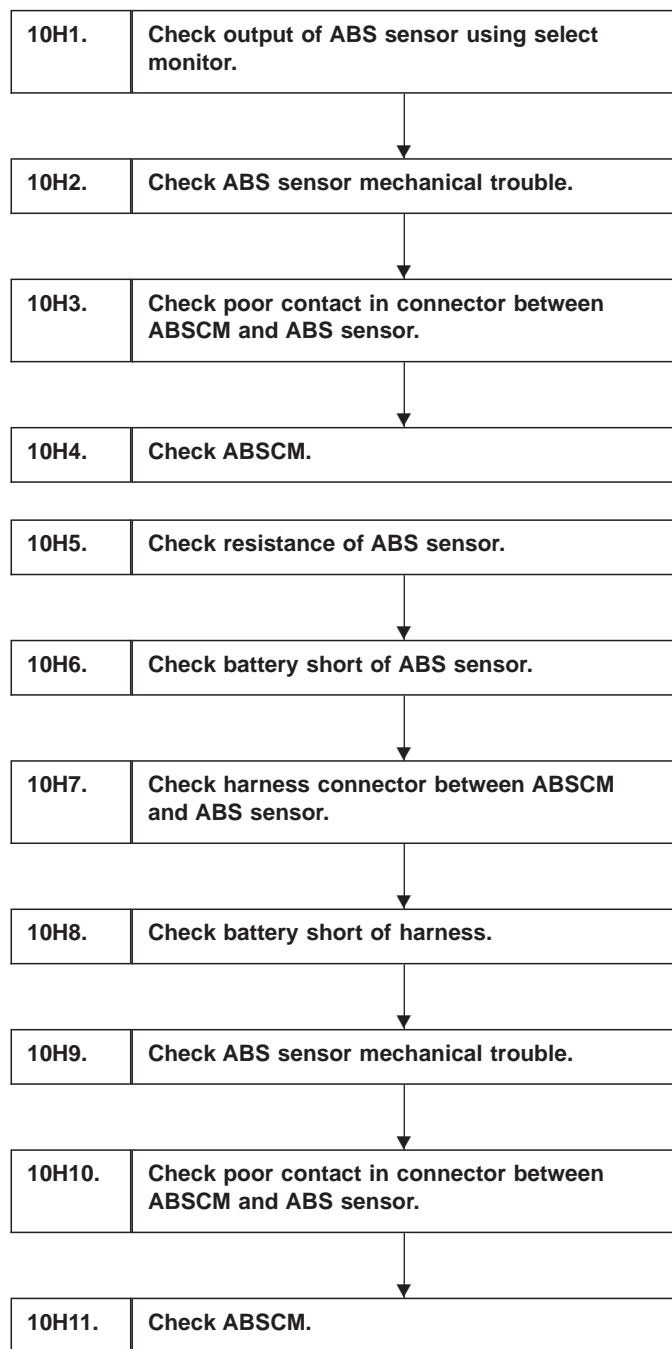 10H1. Check output of ABS sensor using select
monitor.
10H2. Check ABS sensor mechanical trouble.
10H3. Check poor contact in connector between
ABSCM and ABS sensor.
10H4. Check ABSCM.
10H5. Check resistance of ABS sensor.
10H6. Check battery short of ABS sensor.
10H7. Check harness connector between ABSCM
and ABS sensor.
10H8. Check battery short of harness.
10H9. Check ABS sensor mechanical trouble.
10H10. Check poor contact in connector between
ABSCM and ABS sensor.
10H11. Check ABSCM.